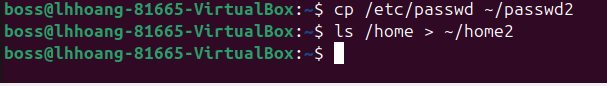 boss@lhhoang-81665-VirtualBox:~$ cp /etc/passwd ~/passwd2
boss@lhhoang-81665-VirtualBox:~$ ls /home > ~/home2
boss@lhhoang-81665-VirtualBox:~$